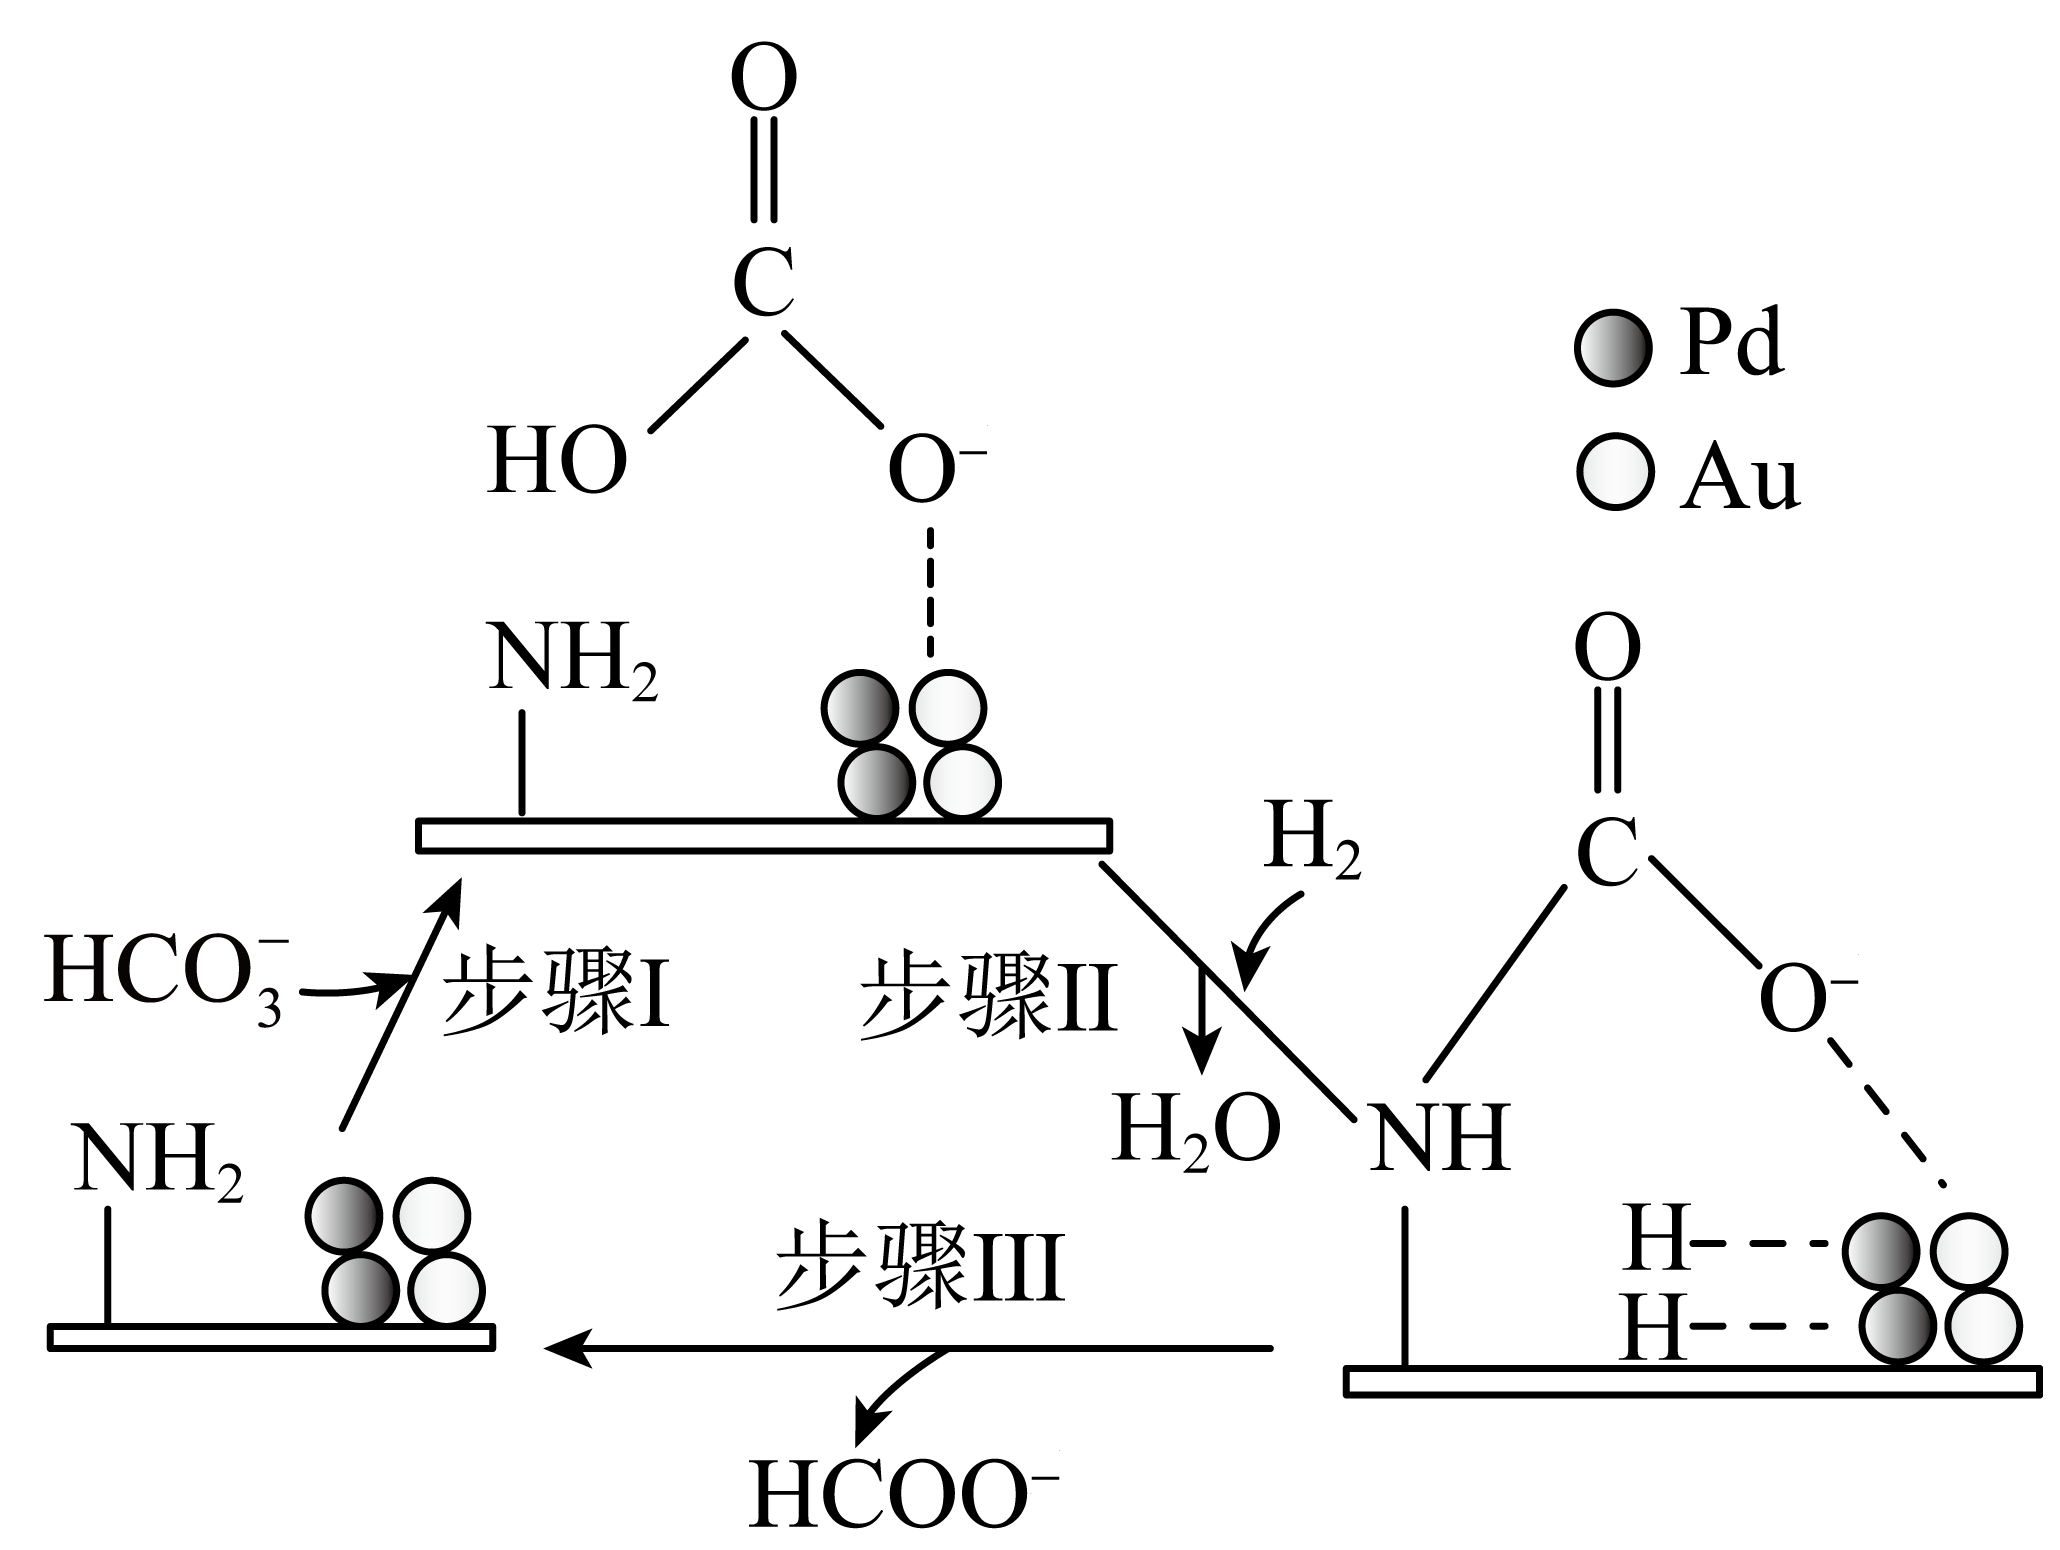 O
C
HO
O⁻
Pd
Au
NH₂
O
H₂
C
HCO₃⁻
步骤I
步骤II
O⁻
NH₂
H₂O
NH
H
步骤III
H
HCOO⁻